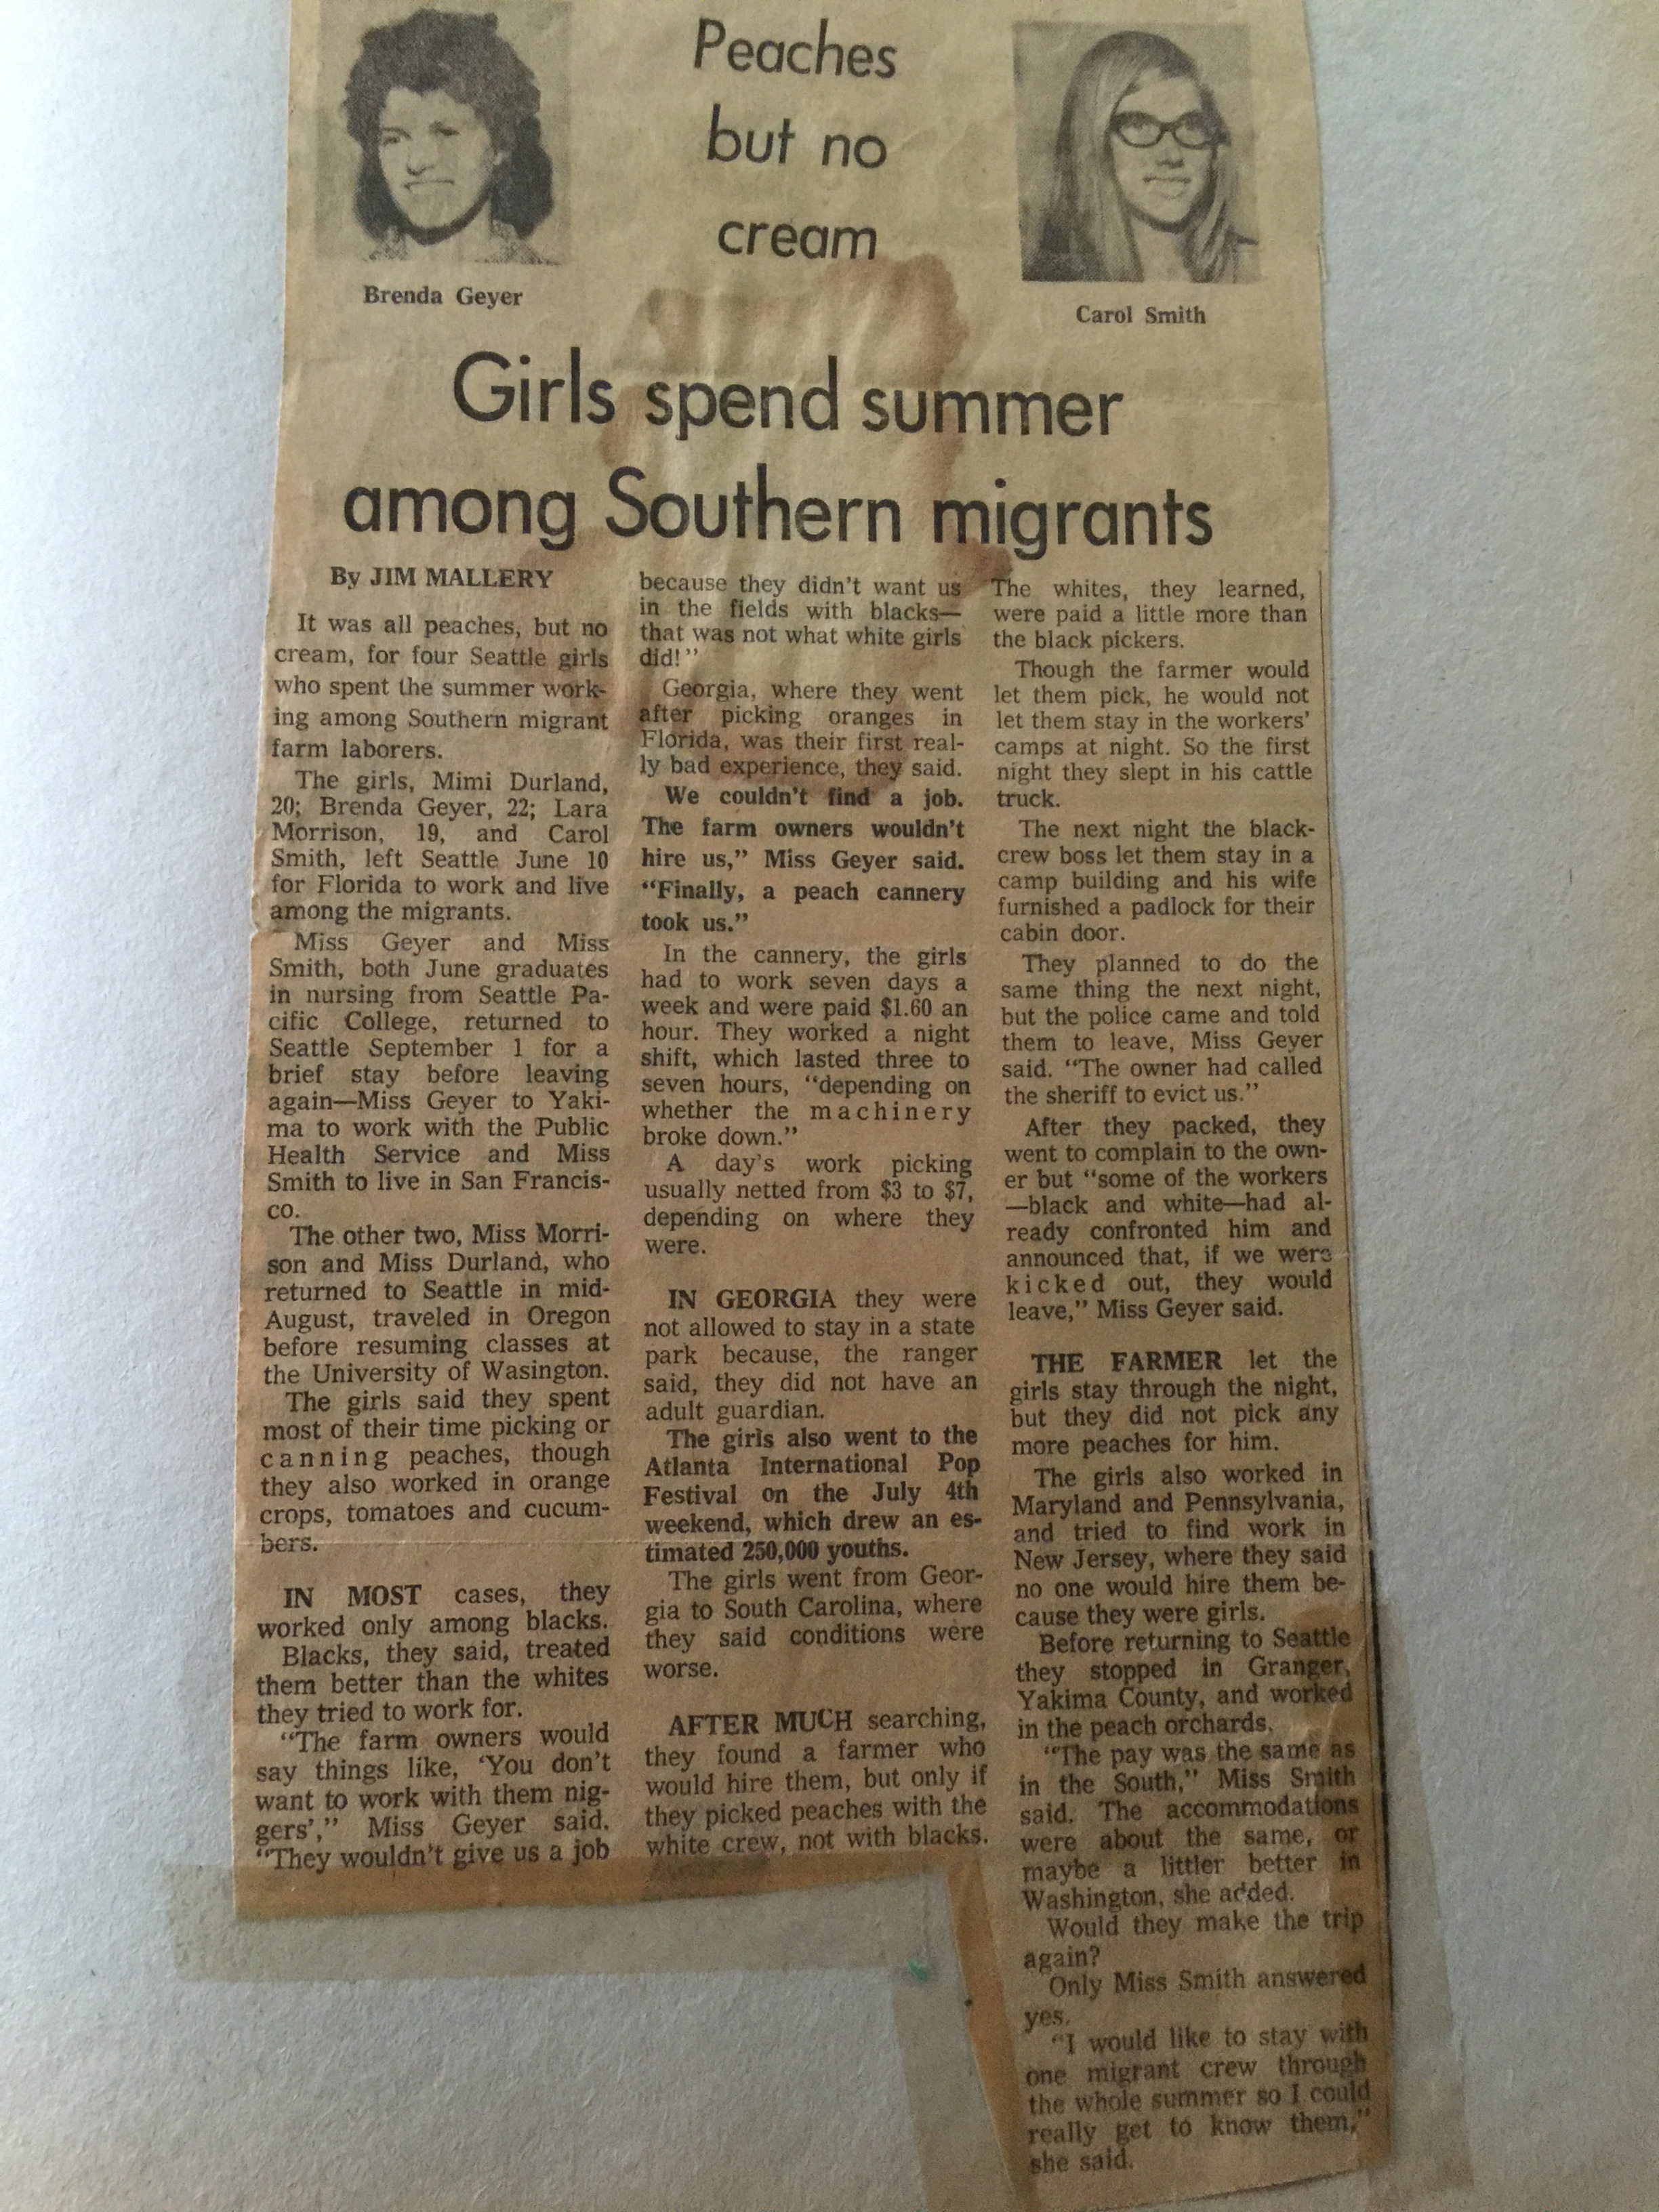 Peaches
but no
cream
Brenda Geyer
Carol Smith
Girls spend summer
among Southern migrants
By JIM MALLERY
It was all peaches, but no
cream, for four Seattle girls
who spent the summer work-
ing among Southern migrant
farm laborers.
The girls, Mimi Durland,
20; Brenda Geyer, 22; Lara
Morrison, 19, and Carol
Smith, left Seattle June 10
for Florida to work and live
among the migrants.
Miss Geyer and Miss
Smith, both June graduates
in nursing from Seattle Pa-
cific College, returned to
Seattle September 1 for a
brief stay before leaving
again—Miss Geyer to Yaki-
ma to work with the Public
Health Service and Miss
Smith to live in San Francis-
co.
The other two, Miss Morri-
son and Miss Durland, who
returned to Seattle in mid-
August, traveled in Oregon
before resuming classes at
the University of Wasington.
The girls said they spent
most of their time picking or
canning peaches, though
they also worked in orange
crops, tomatoes and cucum-
bers.
IN MOST cases, they
worked only among blacks.
Blacks, they said, treated
them better than the whites
they tried to work for.
“The farm owners would
say things like, ‘You don’t
want to work with them nig-
gers’,” Miss Geyer said.
“They wouldn’t give us a job
because they didn’t want us
in the fields with blacks—
that was not what white girls
did!”
Georgia, where they went
after picking oranges in
Florida, was their first real-
ly bad experience, they said.
We couldn’t find a job.
The farm owners wouldn’t
hire us,” Miss Geyer said.
“Finally, a peach cannery
took us.”
In the cannery, the girls
had to work seven days a
week and were paid $1.60 an
hour. They worked a night
shift, which lasted three to
seven hours, “depending on
whether the machinery
broke down.”
A day’s work picking
usually netted from $3 to $7,
depending on where they
were.
IN GEORGIA they were
not allowed to stay in a state
park because, the ranger
said, they did not have an
adult guardian.
The girls also went to the
Atlanta International Pop
Festival on the July 4th
weekend, which drew an es-
timated 250,000 youths.
The girls went from Geor-
gia to South Carolina, where
they said conditions were
worse.
AFTER MUCH searching,
they found a farmer who
would hire them, but only if
they picked peaches with the
white crew, not with blacks.
The whites, they learned,
were paid a little more than
the black pickers.
Though the farmer would
let them pick, he would not
let them stay in the workers’
camps at night. So the first
night they slept in his cattle
truck.
The next night the black-
crew boss let them stay in a
camp building and his wife
furnished a padlock for their
cabin door.
They planned to do the
same thing the next night,
but the police came and told
them to leave, Miss Geyer
said. “The owner had called
the sheriff to evict us.”
After they packed, they
went to complain to the own-
er but “some of the workers
—black and white—had al-
ready confronted him and
announced that, if we were
kicked out, they would
leave,” Miss Geyer said.
THE FARMER let the
girls stay through the night,
but they did not pick any
more peaches for him.
The girls also worked in
Maryland and Pennsylvania,
and tried to find work in
New Jersey, where they said
no one would hire them be-
cause they were girls.
Before returning to Seattle
they stopped in Granger,
Yakima County, and worked
in the peach orchards.
“The pay was the same as
in the South,” Miss Smith
said. The accommodations
were about the same, or
maybe a littler better in
Washington, she added.
Would they make the trip
again?
Only Miss Smith answered
yes.
“I would like to stay with
one migrant crew through
the whole summer so I could
really get to know them,”
she said.